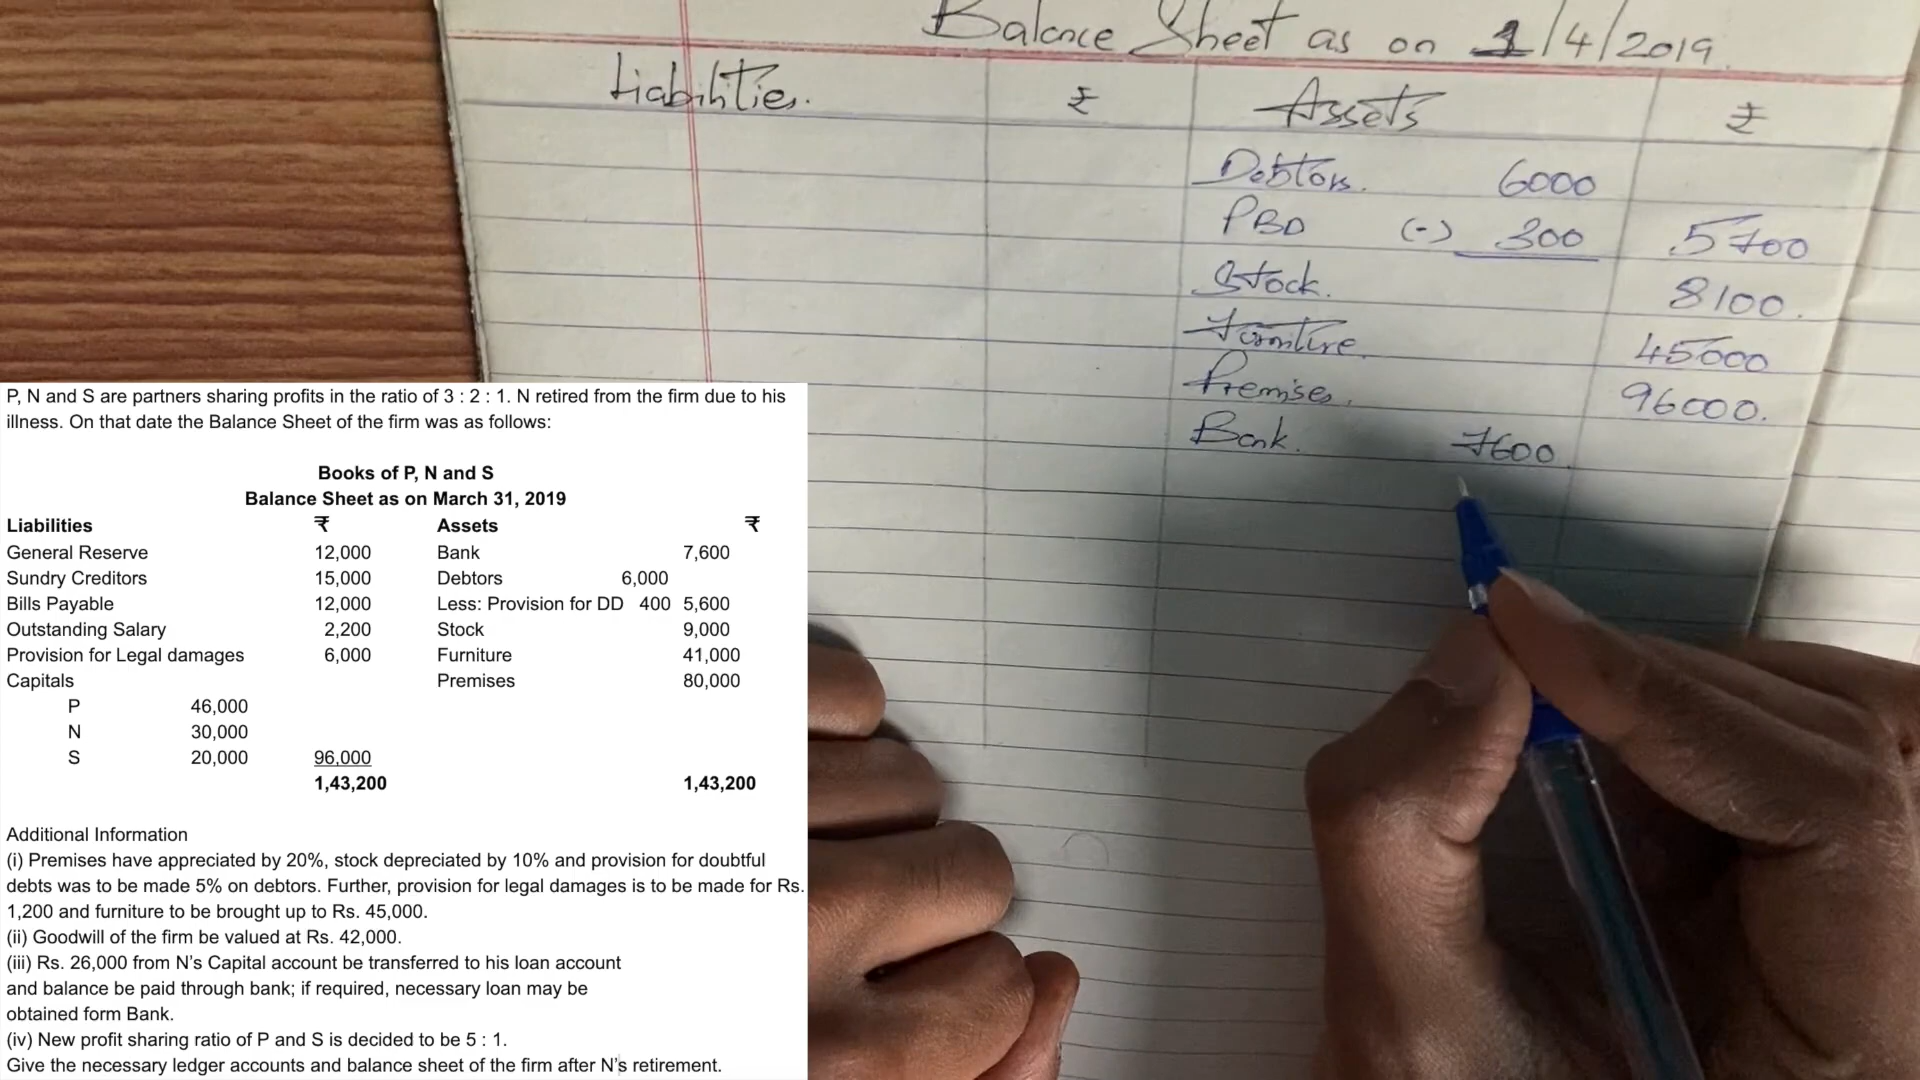 Balance Sheet as on 1/4/2019.
Liabilities. ₹ Assets ₹
Debtors. 6000
PBD (-) 300 5700
Stock. 8100.
Furniture 45000
Premises. 96000.
Bank. 7600
P, N and S are partners sharing profits in the ratio of 3 : 2 : 1. N retired from the firm due to his
illness. On that date the Balance Sheet of the firm was as follows:
Books of P, N and S
Balance Sheet as on March 31, 2019
Liabilities ₹ Assets ₹
General Reserve 12,000 Bank 7,600
Sundry Creditors 15,000 Debtors 6,000
Bills Payable 12,000 Less: Provision for DD 400 5,600
Outstanding Salary 2,200 Stock 9,000
Provision for Legal damages 6,000 Furniture 41,000
Capitals Premises 80,000
P 46,000
N 30,000
S 20,000 96,000
1,43,200 1,43,200
Additional Information
(i) Premises have appreciated by 20%, stock depreciated by 10% and provision for doubtful
debts was to be made 5% on debtors. Further, provision for legal damages is to be made for Rs.
1,200 and furniture to be brought up to Rs. 45,000.
(ii) Goodwill of the firm be valued at Rs. 42,000.
(iii) Rs. 26,000 from N's Capital account be transferred to his loan account
and balance be paid through bank; if required, necessary loan may be
obtained form Bank.
(iv) New profit sharing ratio of P and S is decided to be 5 : 1.
Give the necessary ledger accounts and balance sheet of the firm after N's retirement.